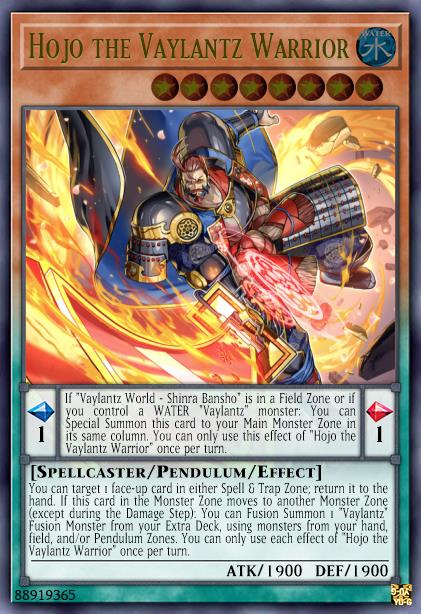 HOJO THE VAYLANTZ WARRIOR
WATER
水
If "Vaylantz World - Shinra Bansho" is in a Field Zone or if
you control a WATER "Vaylantz" monster: You can
Special Summon this card to your Main Monster Zone in
its same column. You can only use this effect of "Hojo
the Vaylantz Warrior" once per turn.
1
1
[SPELLCASTER/PENDULUM/EFFECT]
You can target 1 face-up card in either Spell & Trap Zone; return it to the
hand. If this card in the Monster Zone moves to another Monster Zone
(except during the Damage Step): You can Fusion Summon 1 "Vaylantz"
Fusion Monster from your Extra Deck, using monsters from your hand,
field, and/or Pendulum Zones. You can only use each effect of "Hojo the
Vaylantz Warrior" once per turn.
ATK/1900 DEF/1900
88919365